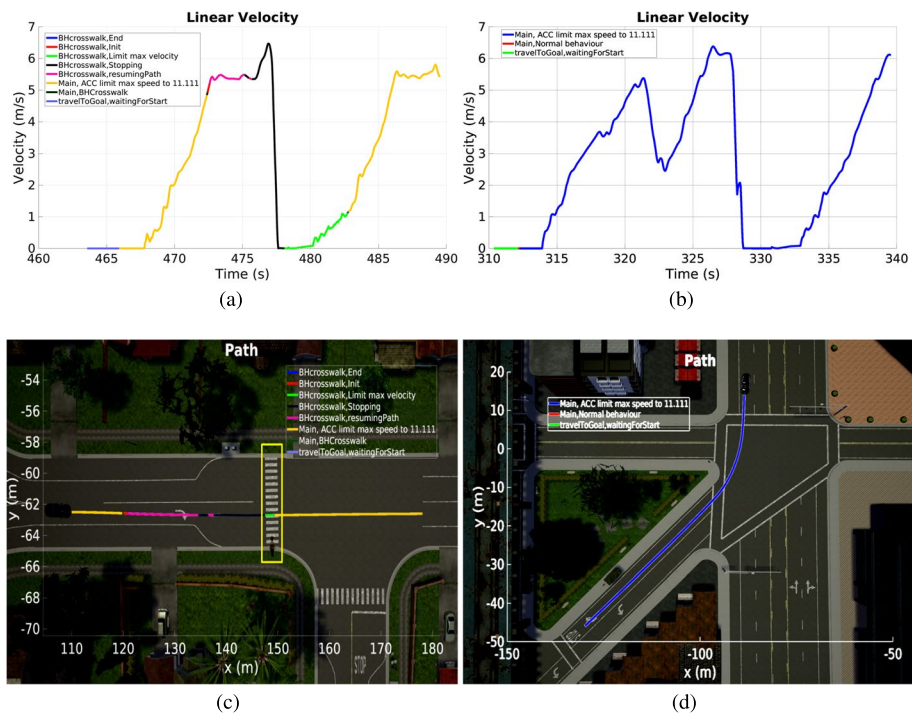 Linear Velocity
7
6
5
4
3
2
1
0
Velocity (m/s)
BHcrosswalk,End
BHcrosswalk,Init
BHcrosswalk,Limit max velocity
BHcrosswalk,Stopping
BHcrosswalk,resumingPath
Main, ACC limit max speed to 11.111
Main,BHCrosswalk
travelToGoal,waitingForStart
460 465 470 475 480 485 490
Time (s)
(a)
Linear Velocity
7
6
5
4
3
2
1
0
Velocity (m/s)
Main, ACC limit max speed to 11.111
Main,Normal behaviour
travelToGoal,waitingForStart
310 315 320 325 330 335 340
Time (s)
(b)
Path
-54
-56
-58
-60
-62
-64
-66
-68
-70
y (m)
BHcrosswalk,End
BHcrosswalk,Init
BHcrosswalk,Limit max velocity
BHcrosswalk,Stopping
BHcrosswalk,resumingPath
Main, ACC limit max speed to 11.111
Main,BHCrosswalk
travelToGoal,waitingForStart
STOP
110 120 130 140 150 160 170 180
x (m)
(c)
Path
20
10
0
-10
-20
-30
-40
-50
y (m)
Main, ACC limit max speed to 11.111
Main,Normal behaviour
travelToGoal,waitingForStart
-150 -100 -50
x (m)
(d)